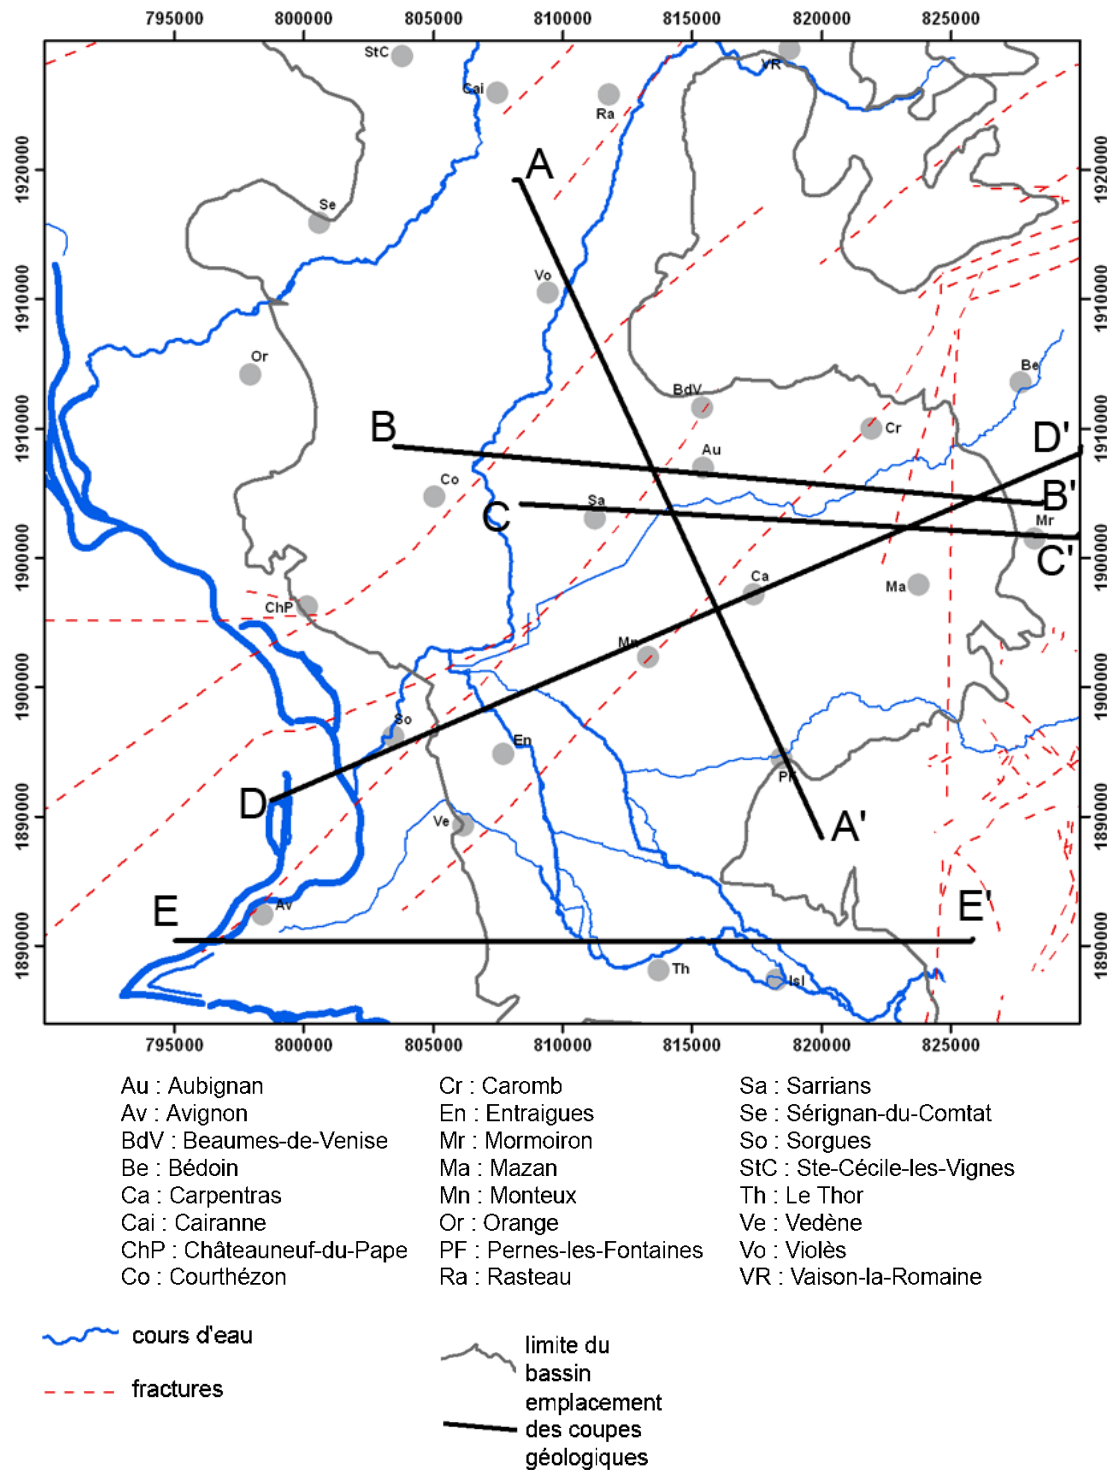 795000 800000 805000 810000 815000 820000 825000
StC
VR
Cai
Ra
1920000 1920000
A
Se
Vo
1910000 1910000
Or
Be
BdV
Cr
1910000 1910000
B
D'
Au
Co
B'
Sa
C
Mr
C'
1900000 1900000
Ca
Ma
ChP
Mn
1900000 1900000
So
En
PF
D
1890000 1890000
Ve
A'
E
Av
E'
1890000 1890000
Th
Isl
795000 800000 805000 810000 815000 820000 825000
Au : Aubignan
Av : Avignon
BdV : Beaumes-de-Venise
Be : Bédoin
Ca : Carpentras
Cai : Cairanne
ChP : Châteauneuf-du-Pape
Co : Courthézon
Cr : Caromb
En : Entraigues
Mr : Mormoiron
Ma : Mazan
Mn : Monteux
Or : Orange
PF : Pernes-les-Fontaines
Ra : Rasteau
Sa : Sarrians
Se : Sérignan-du-Comtat
So : Sorgues
StC : Ste-Cécile-les-Vignes
Th : Le Thor
Ve : Vedène
Vo : Violès
VR : Vaison-la-Romaine
cours d'eau
fractures
limite du
bassin
emplacement
des coupes
géologiques